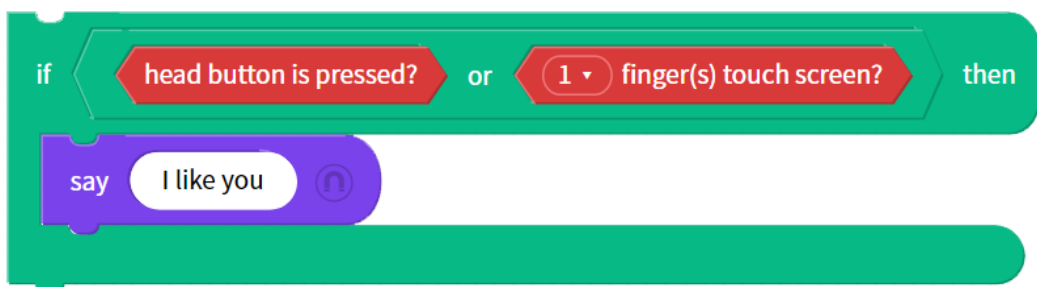 if head button is pressed? or 1 finger(s) touch screen? then
say I like you